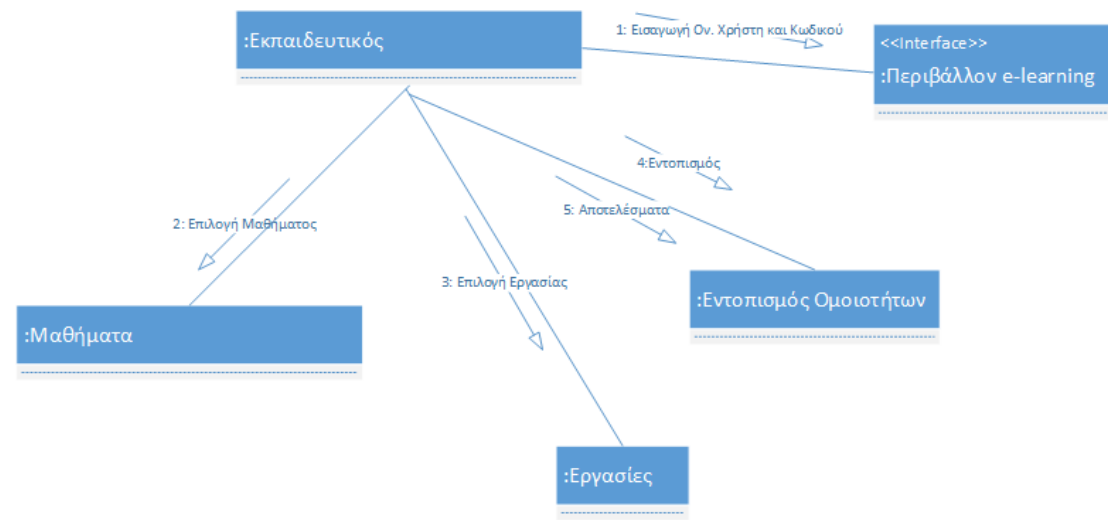 :Εκπαιδευτικός
1: Εισαγωγή Ον. Χρήστη και Κωδικού
<<Interface>>
:Περιβάλλον e-learning
4:Εντοπισμός
5: Αποτελέσματα
2: Επιλογή Μαθήματος
3: Επιλογή Εργασίας
:Εντοπισμός Ομοιοτήτων
:Μαθήματα
:Εργασίες